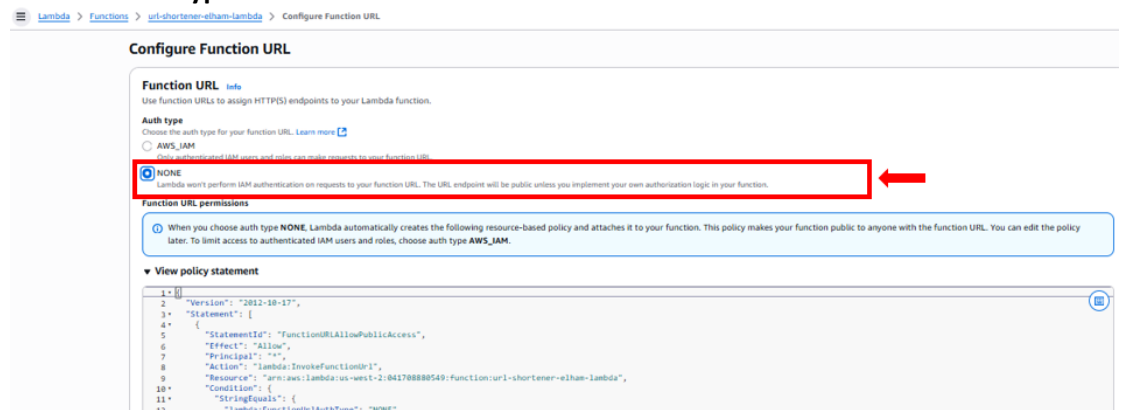 Lambda > Functions > url-shortener-elham-lambda > Configure Function URL
Configure Function URL
Function URL Info
Use function URLs to assign HTTP(S) endpoints to your Lambda function.
Auth type
Choose the auth type for your function URL. Learn more
AWS_IAM
Only authenticated IAM users and roles can make requests to your function URL.
NONE
Lambda won't perform IAM authentication on requests to your function URL. The URL endpoint will be public unless you implement your own authorization logic in your function.
Function URL permissions
When you choose auth type NONE, Lambda automatically creates the following resource-based policy and attaches it to your function. This policy makes your function public to anyone with the function URL. You can edit the policy
later. To limit access to authenticated IAM users and roles, choose auth type AWS_IAM.
View policy statement
1 {
2 "Version": "2012-10-17",
3 "Statement": [
4 {
5 "StatementId": "FunctionURLAllowPublicAccess",
6 "Effect": "Allow",
7 "Principal": "*",
8 "Action": "lambda:InvokeFunctionUrl",
9 "Resource": "arn:aws:lambda:us-west-2:041708880549:function:url-shortener-elham-lambda",
10 "Condition": {
11 "StringEquals": {
12 "lambda:FunctionUrlAuthType": "NONE"